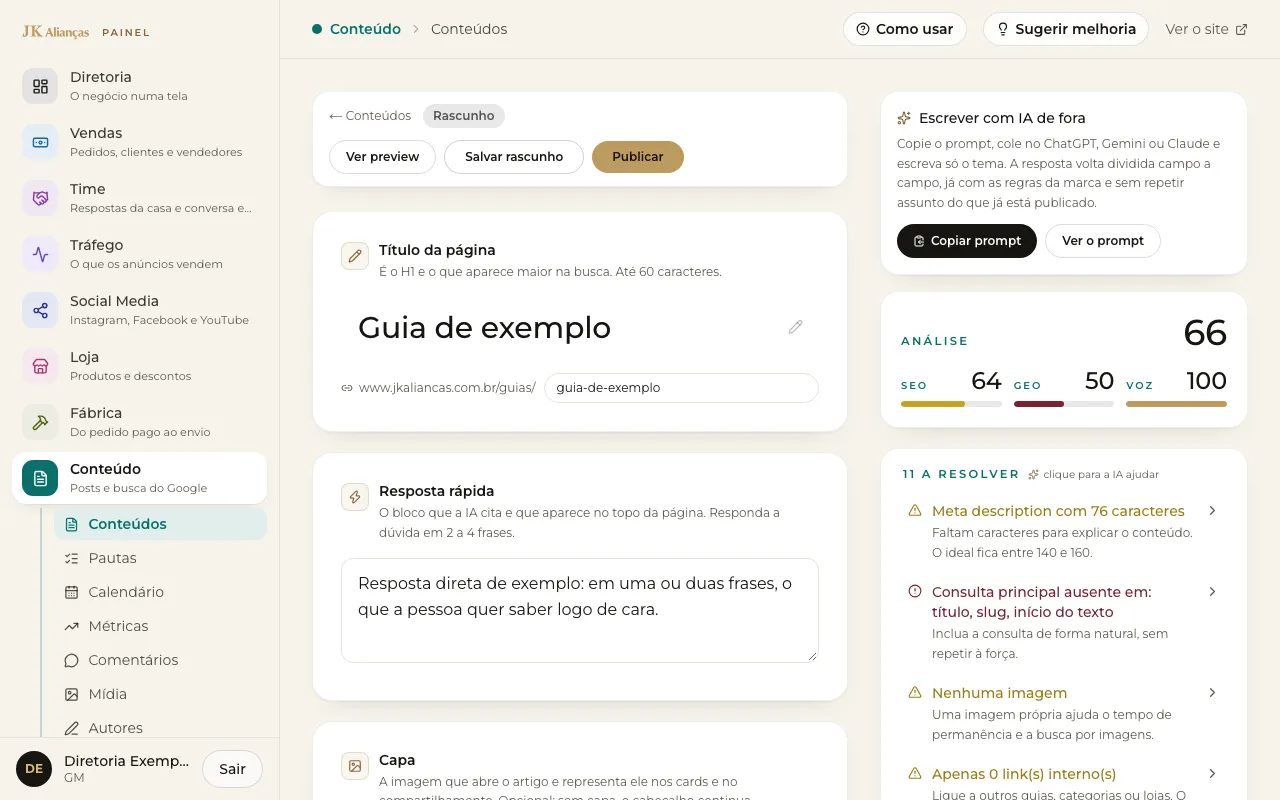 JK Alianças PAINEL
Diretoria
O negócio numa tela
Vendas
Pedidos, clientes e vendedores
Time
Respostas da casa e conversa e...
Tráfego
O que os anúncios vendem
Social Media
Instagram, Facebook e YouTube
Loja
Produtos e descontos
Fábrica
Do pedido pago ao envio
Conteúdo
Posts e busca do Google
Conteúdos
Pautas
Calendário
Métricas
Comentários
Mídia
Autores
DE
Diretoria Exemp...
GM
Sair
Conteúdo > Conteúdos
Como usar
Sugerir melhoria
Ver o site
← Conteúdos
Rascunho
Ver preview
Salvar rascunho
Publicar
Título da página
É o H1 e o que aparece maior na busca. Até 60 caracteres.
Guia de exemplo
www.jkaliancas.com.br/guias/
guia-de-exemplo
Resposta rápida
O bloco que a IA cita e que aparece no topo da página. Responda a
dúvida em 2 a 4 frases.
Resposta direta de exemplo: em uma ou duas frases, o
que a pessoa quer saber logo de cara.
Capa
A imagem que abre o artigo e representa ele nos cards e no
compartilhamento. Opcional: sem capa, o cabeçalho continua
Escrever com IA de fora
Copie o prompt, cole no ChatGPT, Gemini ou Claude e
escreva só o tema. A resposta volta dividida campo a
campo, já com as regras da marca e sem repetir
assunto do que já está publicado.
Copiar prompt
Ver o prompt
ANÁLISE
66
SEO 64
GEO 50
VOZ 100
11 A RESOLVER
clique para a IA ajudar
Meta description com 76 caracteres
Faltam caracteres para explicar o conteúdo.
O ideal fica entre 140 e 160.
Consulta principal ausente em:
título, slug, início do texto
Inclua a consulta de forma natural, sem
repetir à força.
Nenhuma imagem
Uma imagem própria ajuda o tempo de
permanência e a busca por imagens.
Apenas 0 link(s) interno(s)
Ligue a outros guias, categorias ou lojas. O